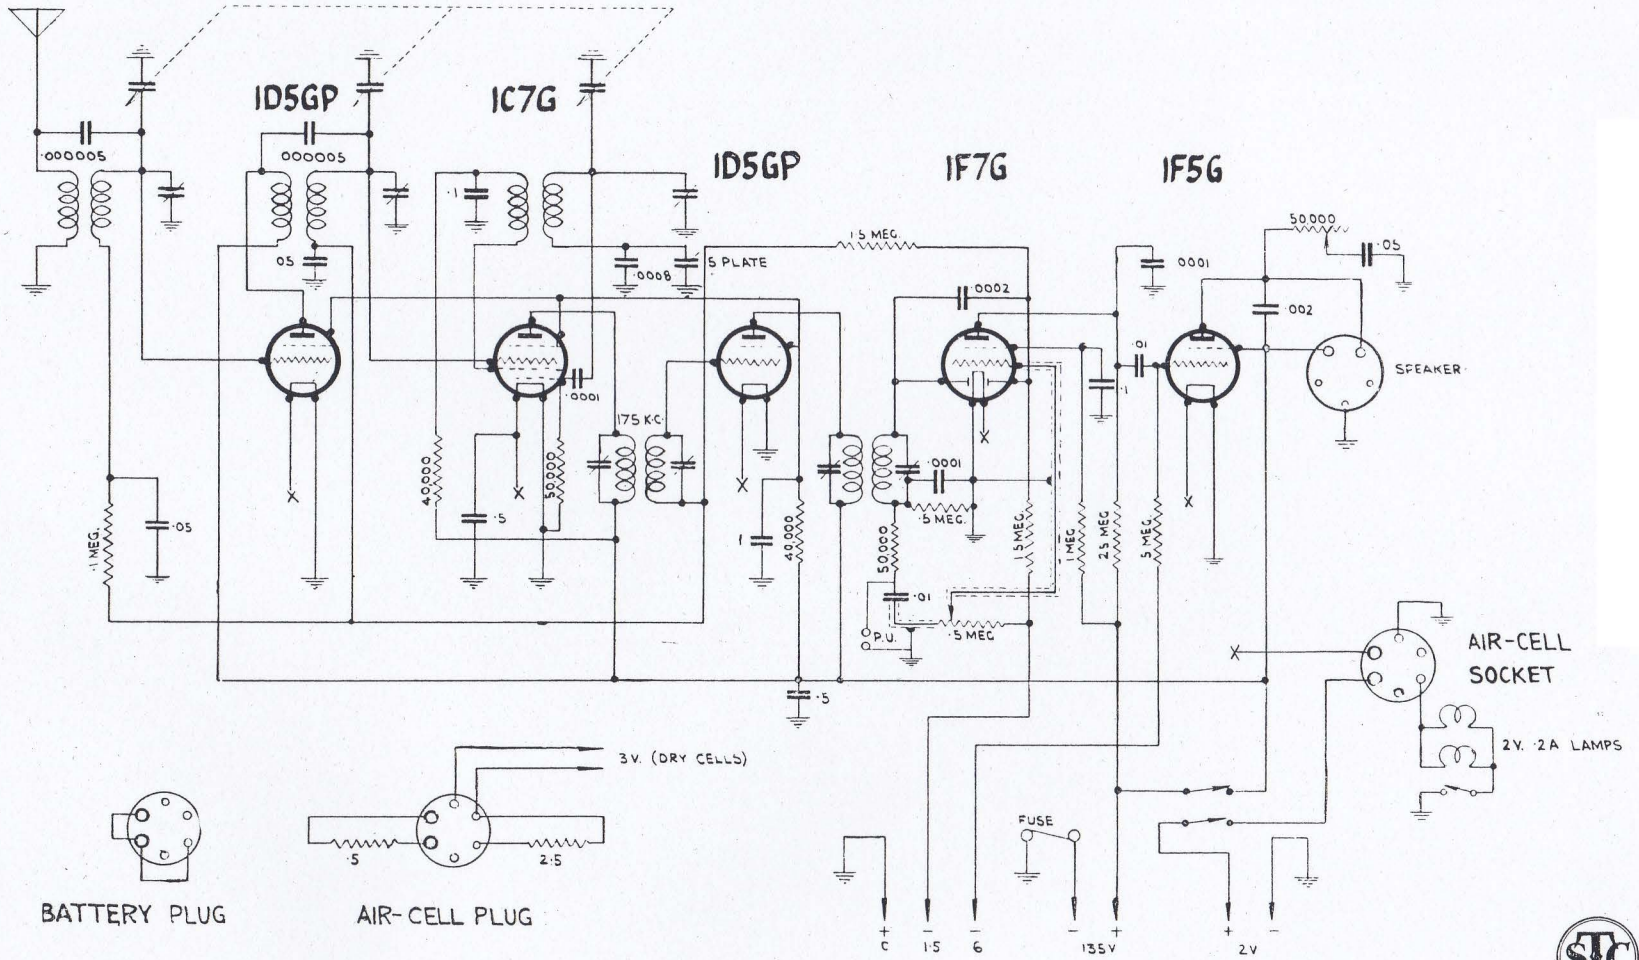 1D5GP
1C7G
1D5GP
1F7G
1F5G
.000005
000005
.1
.05
.0008
5 PLATE
1.5 MEG.
.0002
0001
50,000
.05
.002
.01
.1
SPEAKER
.0001
175 K.C.
40,000
50,000
.5
X
X
X
X
X
.1 MEG.
.05
1
40,000
.0001
.5 MEG.
50,000
.01
P.U.
.5 MEG
1.5 MEG.
1 MEG
.25 MEG
.5 MEG
.5
X
AIR-CELL
SOCKET
2V. .2A LAMPS
3V. (DRY CELLS)
.5
2.5
BATTERY PLUG
AIR-CELL PLUG
FUSE
+
C
-
1.5
-
6
-
+
135V
+
-
2V
STC